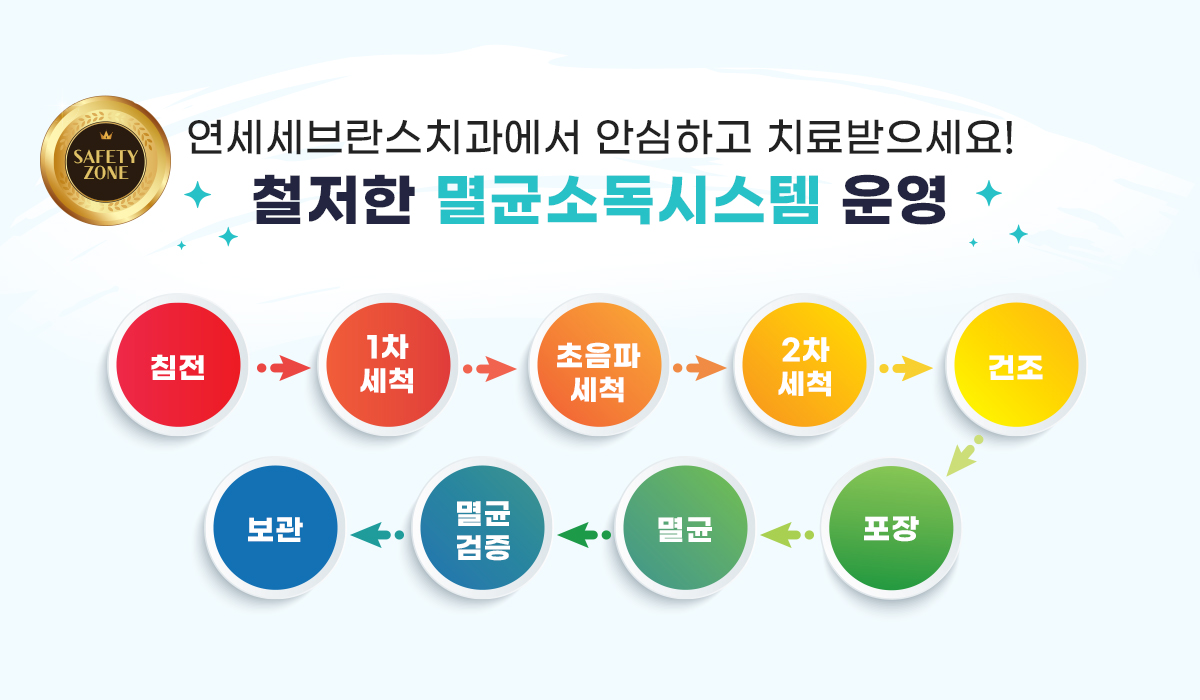 SAFETY
ZONE
연세세브란스치과에서 안심하고 치료받으세요!
철저한 멸균소독시스템 운영
침전
1차
세척
초음파
세척
2차
세척
건조
포장
멸균
멸균
검증
보관